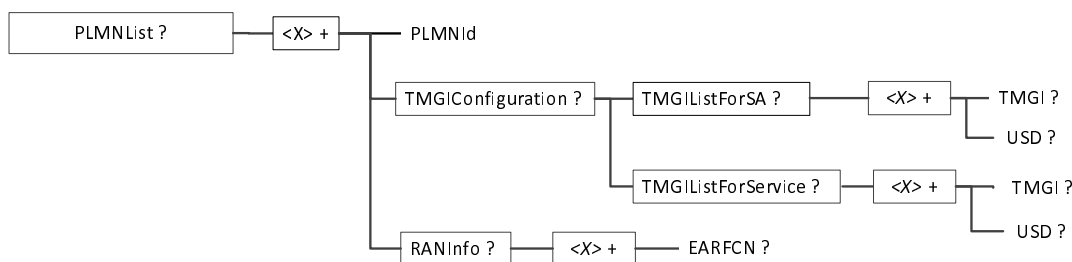 PLMNList ?
<X> +
PLMNId
TMGIConfiguration ?
TMGIListForSA ?
<X> +
TMGI ?
USD ?
TMGIListForService ?
<X> +
TMGI ?
USD ?
RANInfo ?
<X> +
EARFCN ?